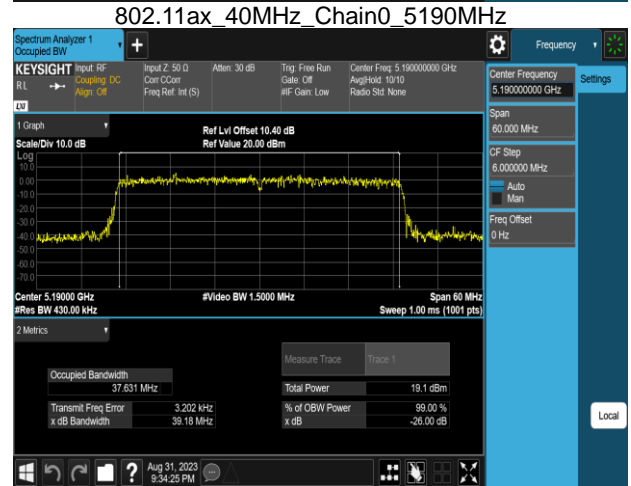 802.11ax_40MHz_Chain0_5190MHz
Spectrum Analyzer 1
Occupied BW
+
Frequency
KEYSIGHT
R L
LXI
Input: RF
Coupling: DC
Align: Off
Input Z: 50 Ω
Corr CCorr
Freq Ref: Int (S)
Atten: 30 dB
Trig: Free Run
Gate: Off
#IF Gain: Low
Center Freq: 5.190000000 GHz
Avg|Hold: 10/10
Radio Std: None
Center Frequency
5.190000000 GHz
Settings
Span
60.000 MHz
CF Step
6.000000 MHz
Auto
Man
Freq Offset
0 Hz
Local
1 Graph
Scale/Div 10.0 dB
Ref Lvl Offset 10.40 dB
Ref Value 20.00 dBm
Log
10.0
0.00
-10.0
-20.0
-30.0
-40.0
-50.0
-60.0
-70.0
Center 5.19000 GHz
#Video BW 1.5000 MHz
Span 60 MHz
#Res BW 430.00 kHz
Sweep 1.00 ms (1001 pts)
2 Metrics
Measure Trace
Trace 1
Occupied Bandwidth
37.631 MHz
Total Power
19.1 dBm
Transmit Freq Error
3.202 kHz
% of OBW Power
99.00 %
x dB Bandwidth
39.18 MHz
x dB
-26.00 dB
?
Aug 31, 2023
9:34:25 PM